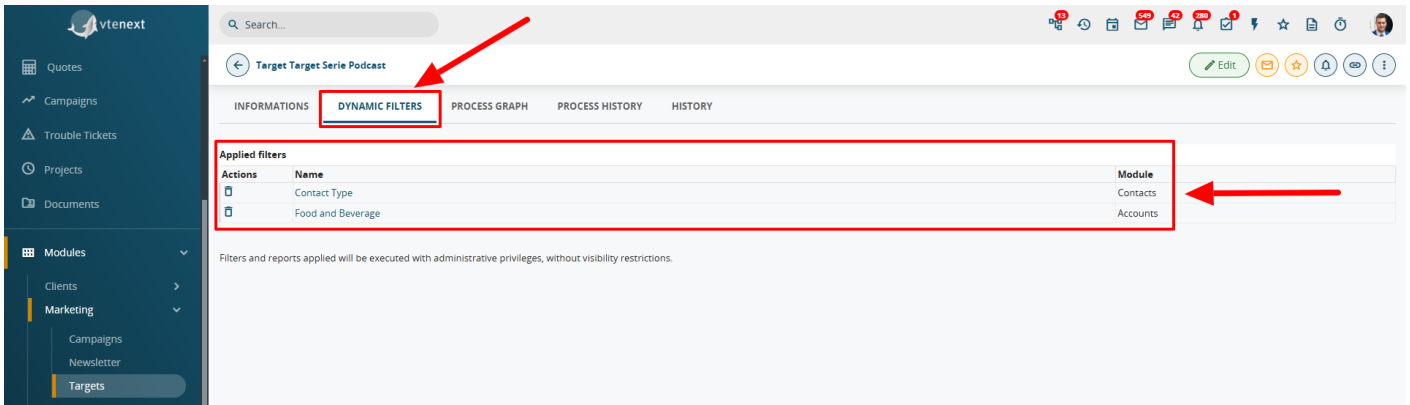 vtenext
Search...
13
549
42
280
1
Quotes
Campaigns
Trouble Tickets
Projects
Documents
Modules
Clients
Marketing
Campaigns
Newsletter
Targets
Target Target Serie Podcast
Edit
INFORMATIONS DYNAMIC FILTERS PROCESS GRAPH PROCESS HISTORY HISTORY
Applied filters
Actions Name Module
Contact Type Contacts
Food and Beverage Accounts
Filters and reports applied will be executed with administrative privileges, without visibility restrictions.